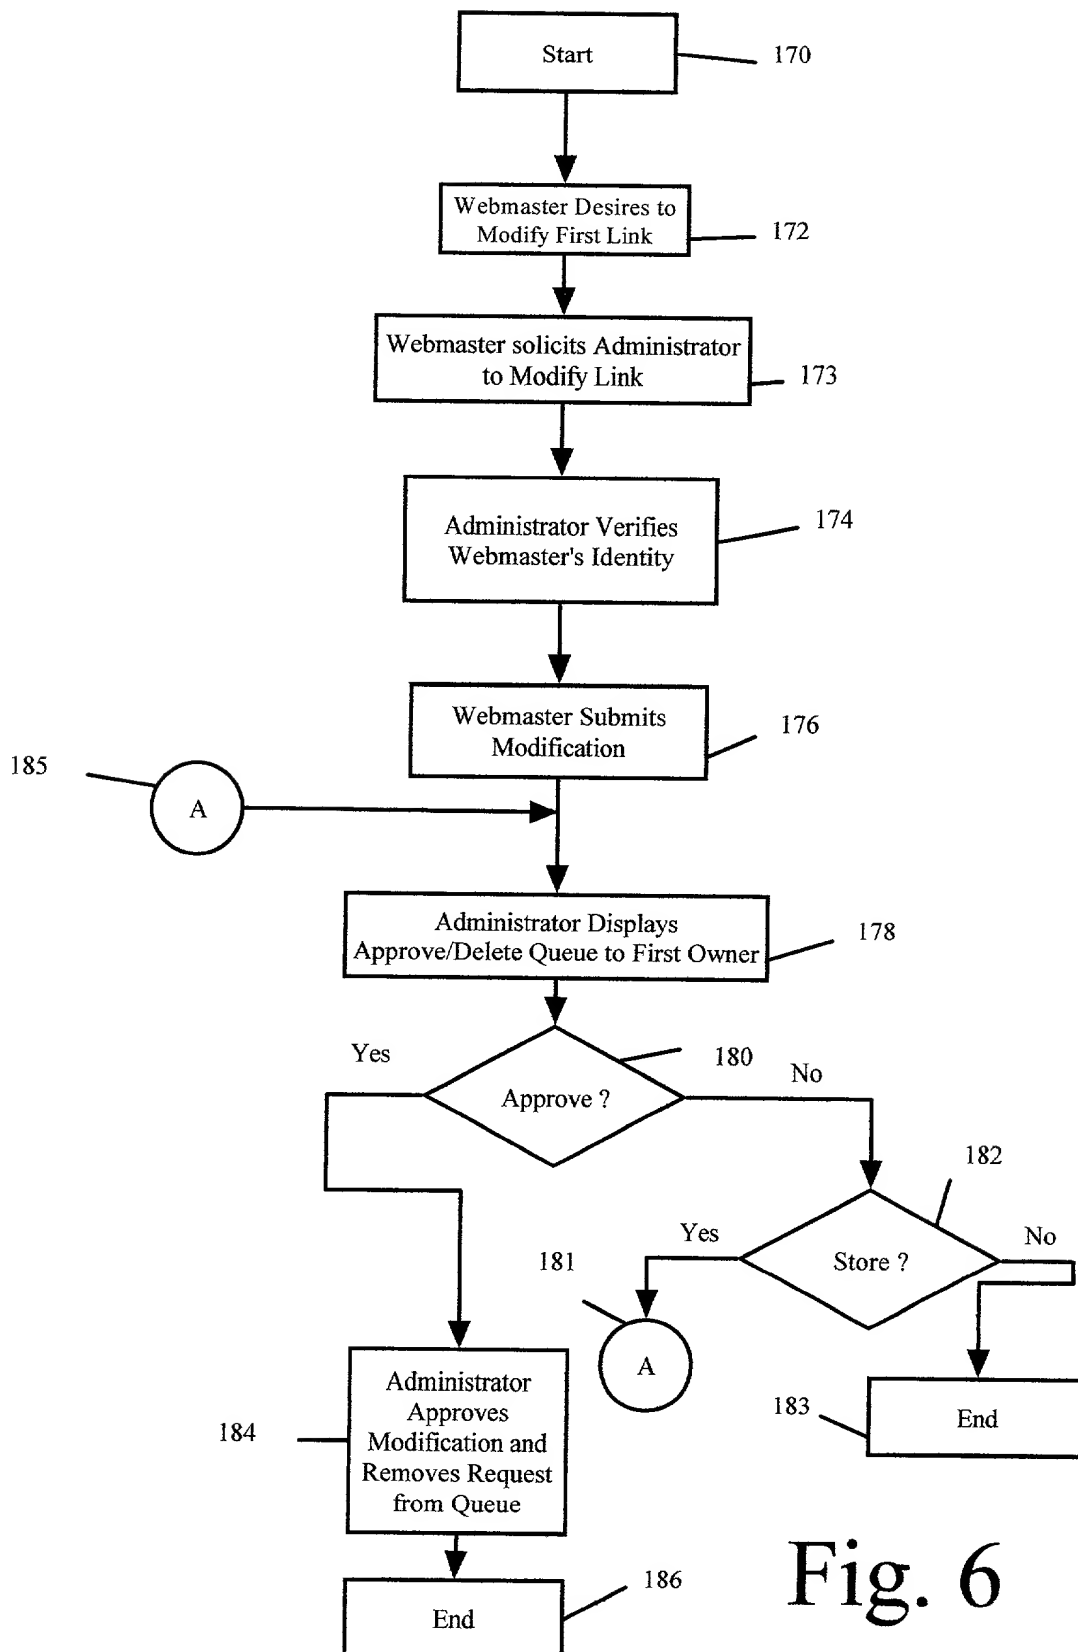 Start
170
Webmaster Desires to
Modify First Link
172
Webmaster solicits Administrator
to Modify Link
173
Administrator Verifies
Webmaster's Identity
174
Webmaster Submits
Modification
176
185
A
Administrator Displays
Approve/Delete Queue to First Owner
178
Yes
180
No
Approve ?
182
Yes
No
Store ?
181
A
183
End
Administrator
Approves
Modification and
Removes Request
from Queue
184
End
186
Fig. 6